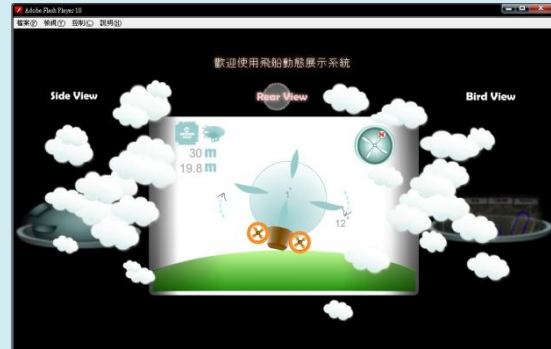 Adobe Flash Player 10
檔案(F) 檢視(V) 控制(C) 說明(H)
歡迎使用飛船動態展示系統
Side View
Rear View
Bird View
30 m
19.8 m
N
1°
12°